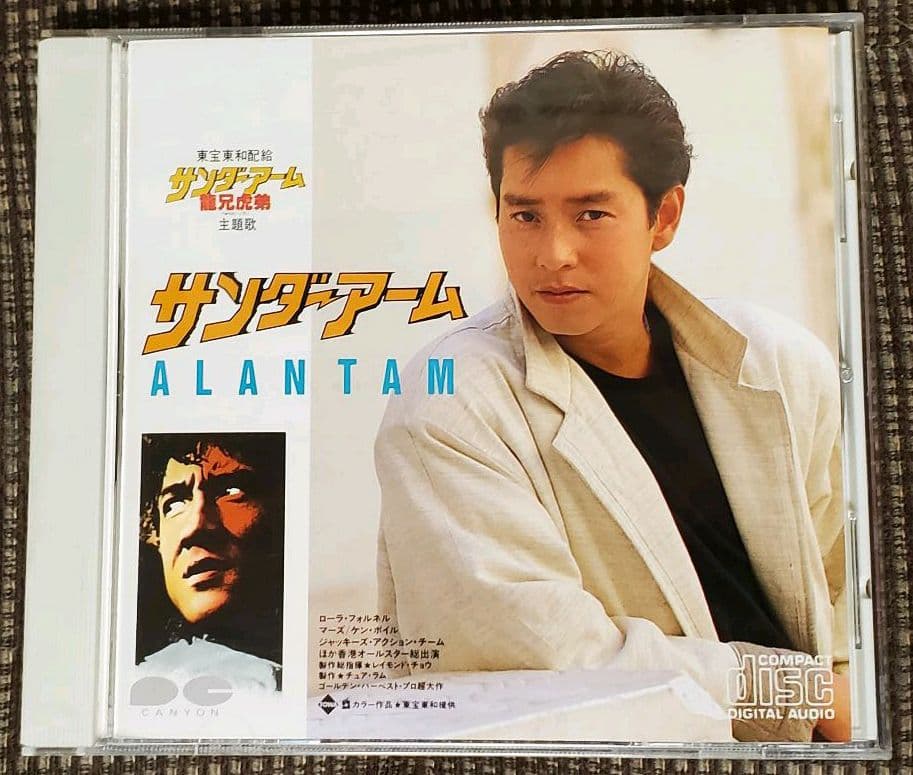 東宝東和配給
サンダーアーム
龍兄虎弟
主題歌
サンダーアーム
ALAN TAM
ローラ・フォルネル
マーズ/ケン・ボイル
ジャッキーズ・アクション・チーム
ほか香港オールスター総出演
製作総指揮★レイモンド・チョウ
製作★チュア・ラム
ゴールデン・ハーベスト・プロ超大作
TOWA カラー作品★東宝東和提供
CANYON
COMPACT
disc
DIGITAL AUDIO